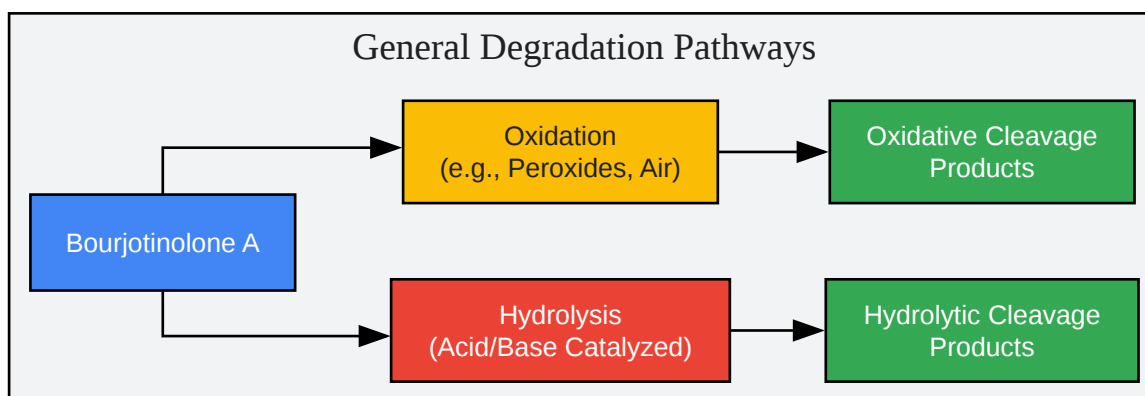 General Degradation Pathways
Oxidation
(e.g., Peroxides, Air)
Oxidative Cleavage
Products
Bourjotinolone A
Hydrolysis
(Acid/Base Catalyzed)
Hydrolytic Cleavage
Products